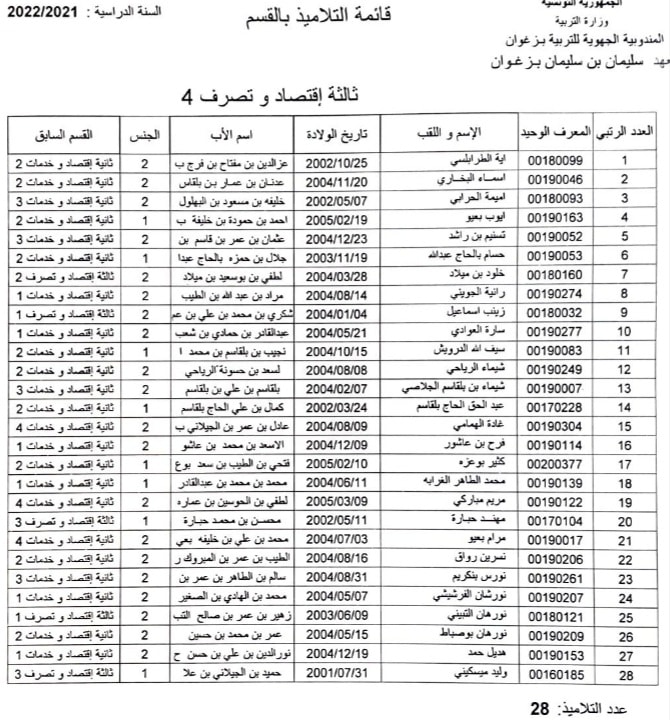 الجمهورية التونسية
وزارة التربية
المندوبية الجهوية للتربية بـزغوان
معهد سليمان بن سليمان بـزغوان
قائمة التلاميذ بالقسم
السنة الدراسية : 2022/2021
ثالثة إقتصاد و تصرف 4
العدد الرتبي المعرف الوحيد الإسم و اللقب تاريخ الولادة اسم الأب الجنس القسم السابق
1 00180099 اية الطرابلسي 2002/10/25 عزالدين بن مفتاح بن فرج ب 2 ثانية إقتصاد و خدمات 2
2 00190046 اسماء البخاري 2004/11/20 عدنان بن عمار بن بلقاس 2 ثانية إقتصاد و خدمات 2
3 00180093 اميمة الحرابي 2002/05/07 خليفه بن مسعود بن البهلول 2 ثانية إقتصاد و خدمات 3
4 00190163 ايوب بعيو 2005/02/19 احمد بن حمودة بن خليفة ب 1 ثانية إقتصاد و خدمات 2
5 00190052 تسنيم بن راشد 2004/12/23 عثمان بن عمر بن قاسم بن 2 ثانية إقتصاد و خدمات 3
6 00190053 حسام بالحاج عبدالله 2003/11/19 جلال بن حمزه بالحاج عبدا 1 ثانية إقتصاد و خدمات 2
7 00180160 خلود بن ميلاد 2004/03/28 لطفي بن بوسعيد بن ميلاد 2 ثالثة إقتصاد و تصرف 2
8 00190274 رانية الجويني 2004/08/14 مراد بن عبد الله بن الطيب 2 ثانية إقتصاد و خدمات 1
9 00180032 زينب اسماعيل 2004/01/04 شكري بن محمد بن علي بن عم 2 ثالثة إقتصاد و تصرف 1
10 00190277 سارة العوادي 2004/05/21 عبدالقادر بن حمادي بن شعب 2 ثانية إقتصاد و خدمات 1
11 00190083 سيف الله الدرويش 2004/10/15 نجيب بن بلقاسم بن محمد ا 1 ثانية إقتصاد و خدمات 2
12 00190249 شيماء الرياحي 2004/08/08 لسعد بن حسونة الرياحي 2 ثانية إقتصاد و خدمات 2
13 00190007 شيماء بن بلقاسم الجلاصي 2004/02/07 بلقاسم بن علي بن بلقاسم 2 ثانية إقتصاد و خدمات 3
14 00170228 عبد الحق الحاج بلقاسم 2002/03/24 كمال بن علي الحاج بلقاسم 1 ثانية إقتصاد و خدمات 2
15 00190304 غادة الهمامي 2004/08/09 عادل بن عمر بن الجيلاني ب 2 ثانية إقتصاد و خدمات 4
16 00190114 فرح بن عاشور 2004/12/09 الاسعد بن محمد بن عاشو 2 ثانية إقتصاد و خدمات 1
17 00200377 كثير بوعزه 2005/02/10 فتحي بن الطيب بن سعد بوع 1 ثانية إقتصاد و خدمات 2
18 00190139 محمد الطاهر الغرابه 2004/06/11 محمد بن محمد بن عبدالقادر 1 ثانية إقتصاد و خدمات 1
19 00190122 مريم مباركي 2005/03/09 لطفي بن الحوسين بن عماره 2 ثانية إقتصاد و خدمات 4
20 00170104 مهند حبارة 2002/05/11 محسن بن محمد حبارة 1 ثالثة إقتصاد و تصرف 3
21 00190017 مرام بعيو 2004/07/03 محمد بن علي بن خليفه بعي 2 ثانية إقتصاد و خدمات 4
22 00190206 نسرين رواق 2004/08/16 الطيب بن عمر بن المبروك ر 2 ثانية إقتصاد و خدمات 2
23 00190261 نورس بنكريم 2004/08/31 سالم بن الطاهر بن عمر بن 2 ثانية إقتصاد و خدمات 3
24 00190207 نورشان الفرشيشي 2004/05/07 محمد بن الهادي بن الصغير 2 ثانية إقتصاد و خدمات 1
25 00180121 نورهان التبيني 2003/06/09 زهير بن عمر بن صالح التب 2 ثالثة إقتصاد و تصرف 1
26 00190209 نورهان بوصباط 2004/05/15 عمر بن محمد بن حسين 2 ثانية إقتصاد و خدمات 2
27 00190153 هديل حمد 2004/12/19 نورالدين بن علي بن حسن ح 2 ثانية إقتصاد و خدمات 1
28 00160185 وليد ميسكيني 2001/07/31 حميد بن الجيلاني بن علا 1 ثالثة إقتصاد و تصرف 3
عدد التلاميذ: 28